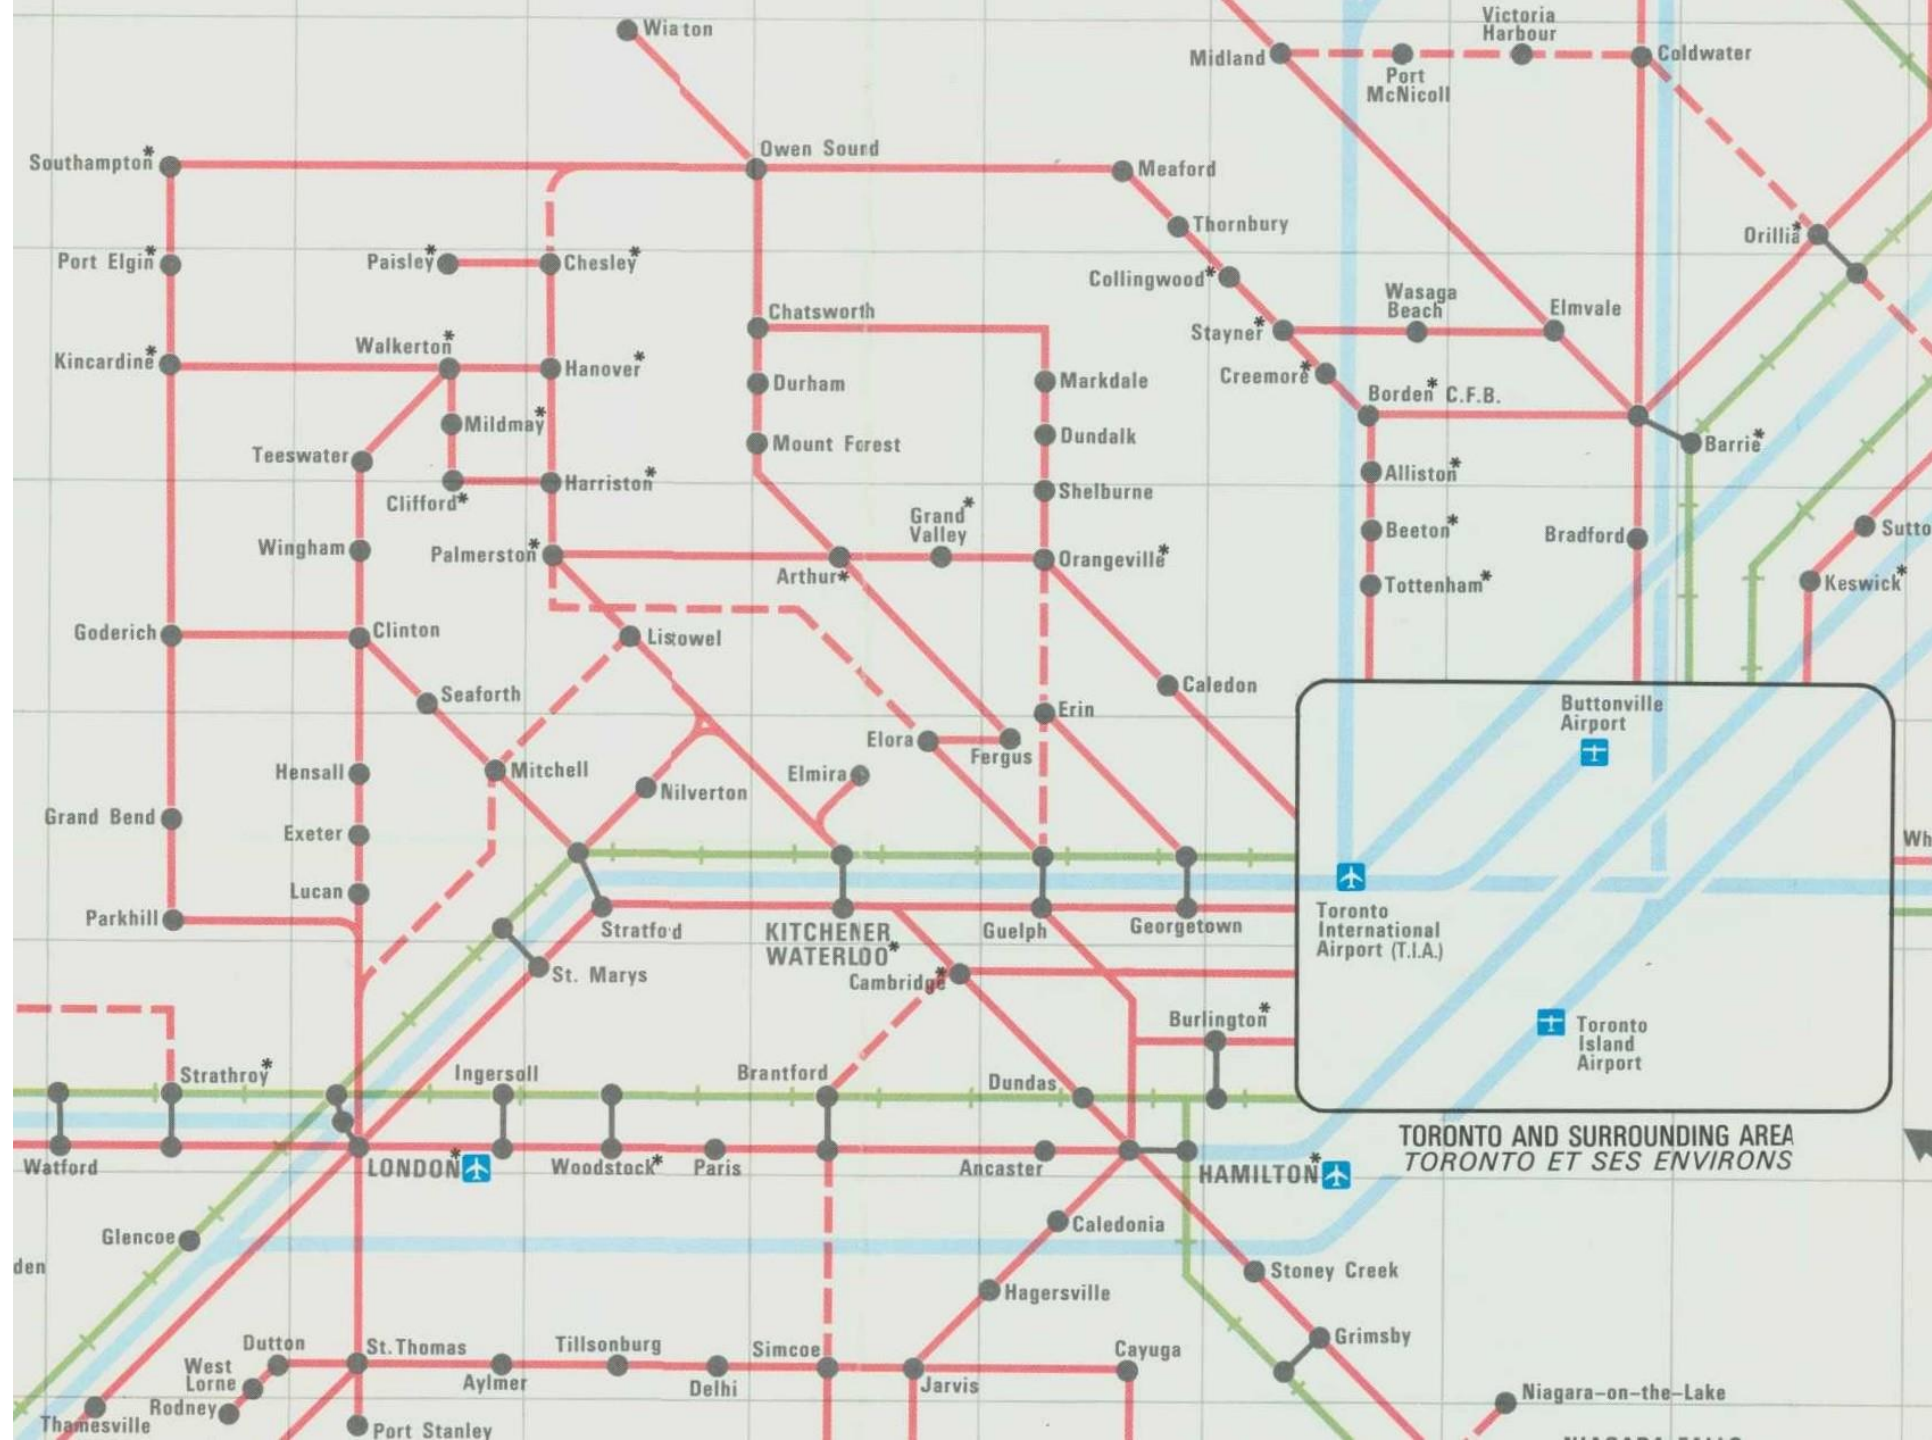 Victoria
Harbour
Wiaton
Midland
Coldwater
Port
McNicoll
Owen Sound
Southampton*
Meaford
Thornbury
Orillia*
Port Elgin*
Paisley*
Chesley*
Collingwood*
Wasaga
Beach
Elmvale
Chatsworth
Stayner*
Walkerton*
Kincardine*
Hanover*
Creemore*
Durham
Markdale
Borden* C.F.B.
Mildmay*
Dundalk
Mount Forest
Barrie*
Teeswater
Alliston*
Harriston*
Clifford*
Shelburne
Grand*
Valley
Beeton*
Bradford
Sutto
Wingham
Palmerston*
Orangeville*
Arthur*
Tottenham*
Keswick*
Goderich
Clinton
Listowel
Seaforth
Caledon
Erin
Buttonville
Airport
Elora
Fergus
Hensall
Mitchell
Elmira
Nilverton
Grand Bend
Exeter
Wh
Lucan
Parkhill
Stratford
KITCHENER
WATERLOO*
Guelph
Georgetown
Toronto
International
Airport (T.I.A.)
St. Marys
Cambridge*
Burlington*
Toronto
Island
Airport
Strathroy*
Ingersoll
Brantford
Dundas
Watford
LONDON*
Woodstock*
Paris
Ancaster
HAMILTON*
TORONTO AND SURROUNDING AREA
TORONTO ET SES ENVIRONS
Caledonia
Glencoe
den
Stoney Creek
Hagersville
Dutton
St. Thomas
Tillsonburg
Simcoe
Cayuga
Grimsby
West
Lorne
Aylmer
Delhi
Jarvis
Niagara-on-the-Lake
Rodney
Thamesville
Port Stanley
NIAGARA FALLS